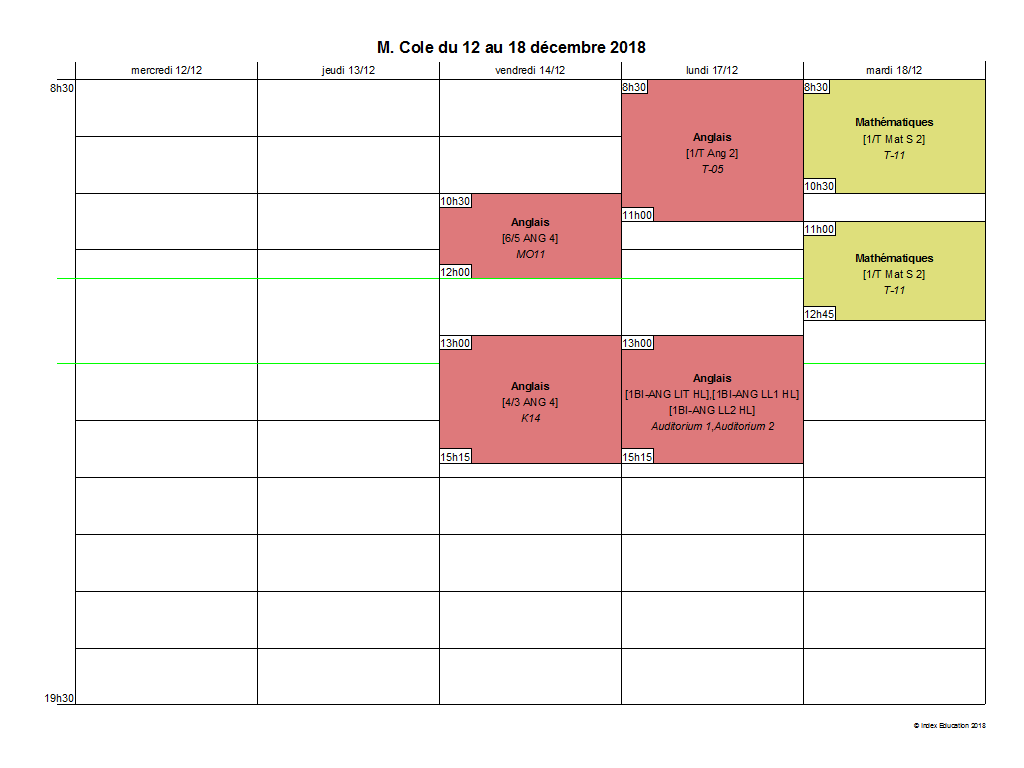 M. Cole du 12 au 18 décembre 2018
mercredi 12/12
jeudi 13/12
vendredi 14/12
lundi 17/12
mardi 18/12
8h30
19h30
10h30
Anglais
[6/5 ANG 4]
MO11
12h00
13h00
Anglais
[4/3 ANG 4]
K14
15h15
8h30
Anglais
[1/T Ang 2]
T-05
11h00
13h00
Anglais
[1BI-ANG LIT HL],[1BI-ANG LL1 HL]
[1BI-ANG LL2 HL]
Auditorium 1,Auditorium 2
15h15
8h30
Mathématiques
[1/T Mat S 2]
T-11
10h30
11h00
Mathématiques
[1/T Mat S 2]
T-11
12h45
© Index Education 2018